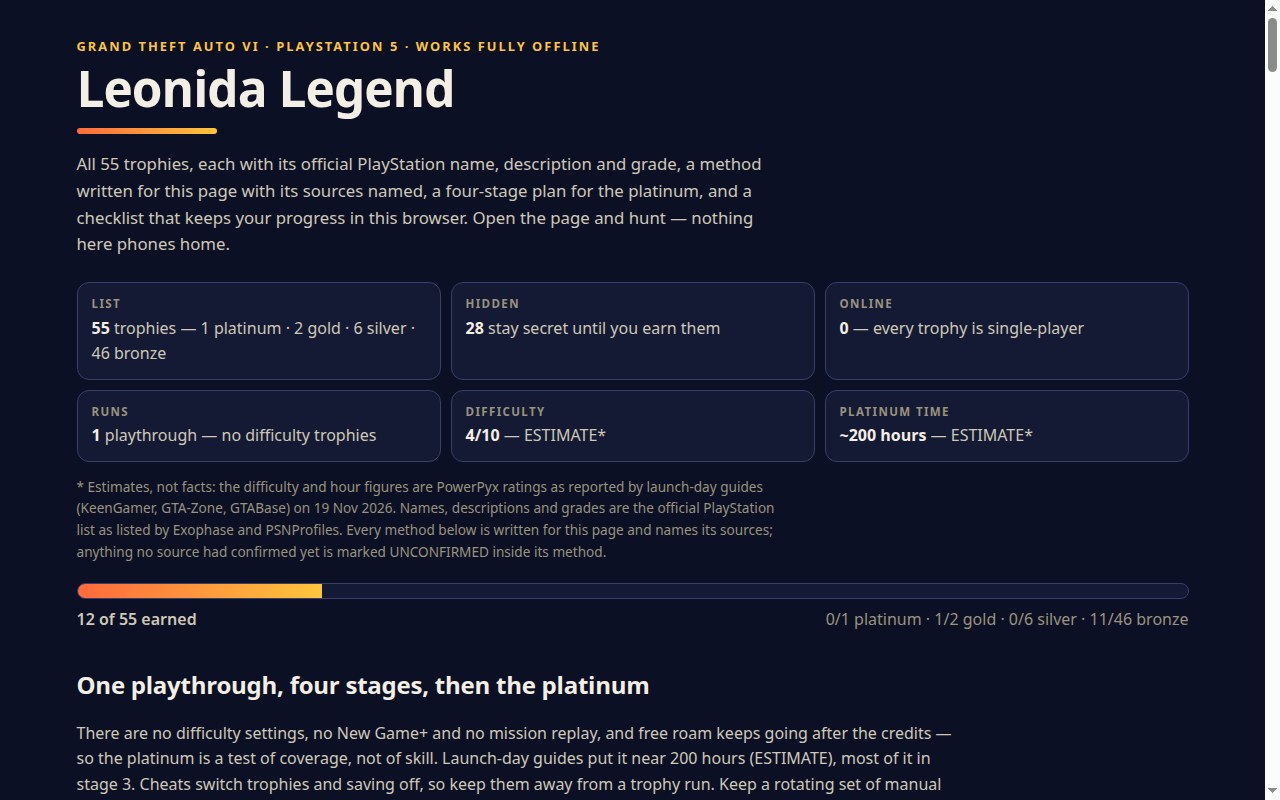 GRAND THEFT AUTO VI · PLAYSTATION 5 · WORKS FULLY OFFLINE
Leonida Legend
All 55 trophies, each with its official PlayStation name, description and grade, a method
written for this page with its sources named, a four-stage plan for the platinum, and a
checklist that keeps your progress in this browser. Open the page and hunt — nothing
here phones home.
LIST
55 trophies — 1 platinum · 2 gold · 6 silver ·
46 bronze
HIDDEN
28 stay secret until you earn them
ONLINE
0 — every trophy is single-player
RUNS
1 playthrough — no difficulty trophies
DIFFICULTY
4/10 — ESTIMATE*
PLATINUM TIME
~200 hours — ESTIMATE*
* Estimates, not facts: the difficulty and hour figures are PowerPyx ratings as reported by launch-day guides
(KeenGamer, GTA-Zone, GTABase) on 19 Nov 2026. Names, descriptions and grades are the official PlayStation
list as listed by Exophase and PSNProfiles. Every method below is written for this page and names its sources;
anything no source had confirmed yet is marked UNCONFIRMED inside its method.
12 of 55 earned
0/1 platinum · 1/2 gold · 0/6 silver · 11/46 bronze
One playthrough, four stages, then the platinum
There are no difficulty settings, no New Game+ and no mission replay, and free roam keeps going after the credits —
so the platinum is a test of coverage, not of skill. Launch-day guides put it near 200 hours (ESTIMATE), most of it in
stage 3. Cheats switch trophies and saving off, so keep them away from a trophy run. Keep a rotating set of manual